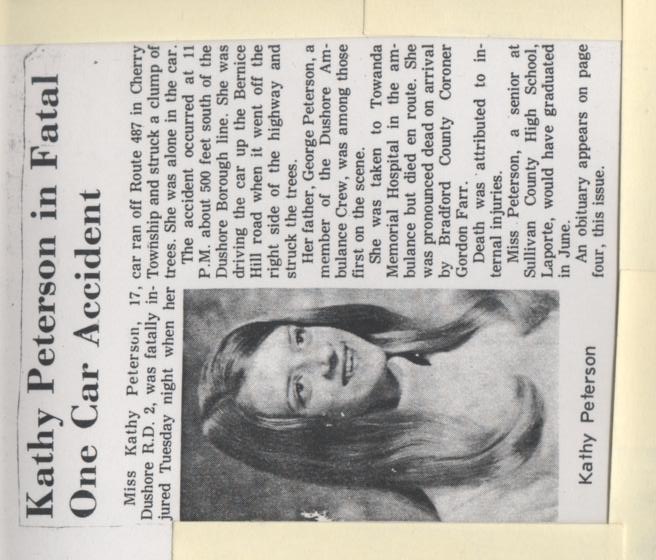 Kathy Peterson in Fatal
One Car Accident
Miss Kathy Peterson, 17,
Dushore R.D. 2, was fatally in-
jured Tuesday night when her
car ran off Route 487 in Cherry
Township and struck a clump of
trees. She was alone in the car.
The accident occurred at 11
P.M. about 500 feet south of the
Dushore Borough line. She was
driving the car up the Bernice
Hill road when it went off the
right side of the highway and
struck the trees.
Her father, George Peterson, a
member of the Dushore Am-
bulance Crew, was among those
first on the scene.
She was taken to Towanda
Memorial Hospital in the am-
bulance but died en route. She
was pronounced dead on arrival
by Bradford County Coroner
Gordon Farr.
Death was attributed to in-
ternal injuries.
Miss Peterson, a senior at
Sullivan County High School,
Laporte, would have graduated
in June.
An obituary appears on page
four, this issue.
Kathy Peterson